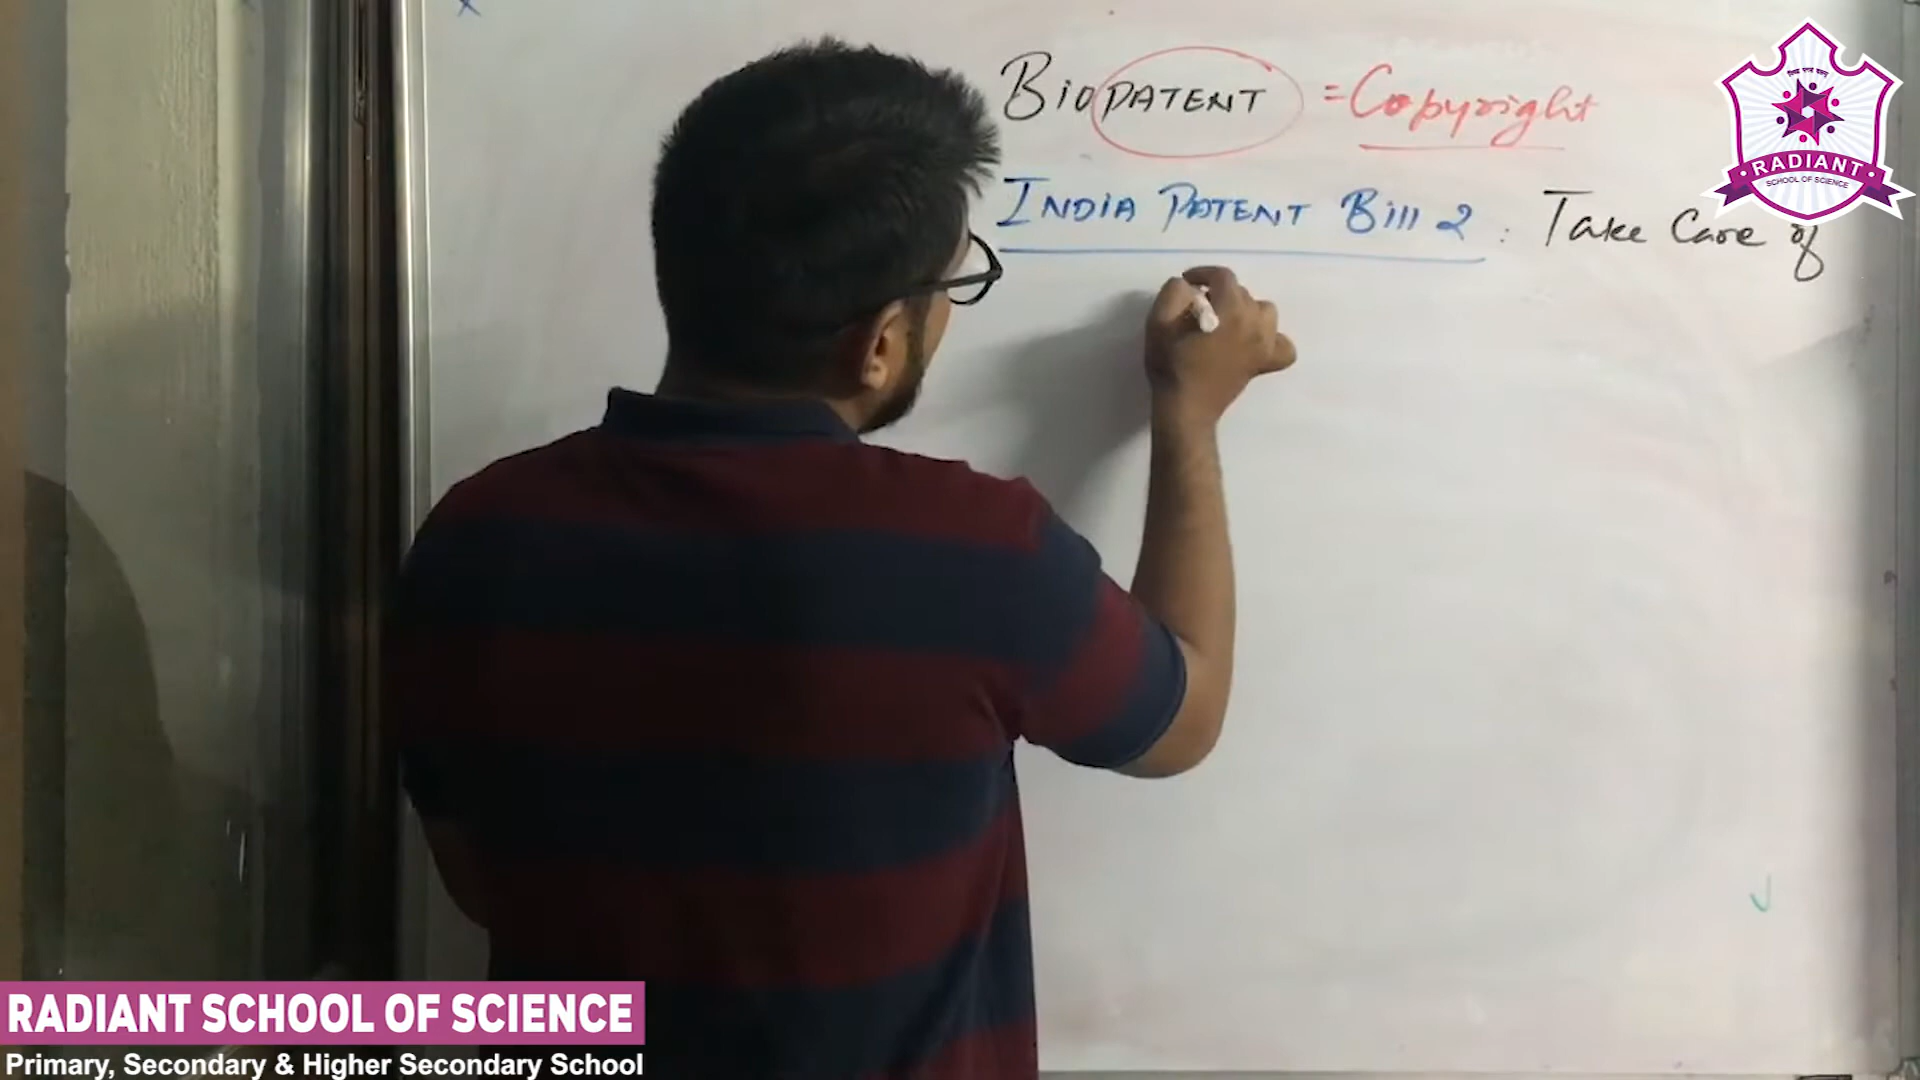 BioPATENT = Copyright
INDIA PATENT Bill 2 : Take Care of
RADIANT
SCHOOL OF SCIENCE
RADIANT SCHOOL OF SCIENCE
Primary, Secondary & Higher Secondary School